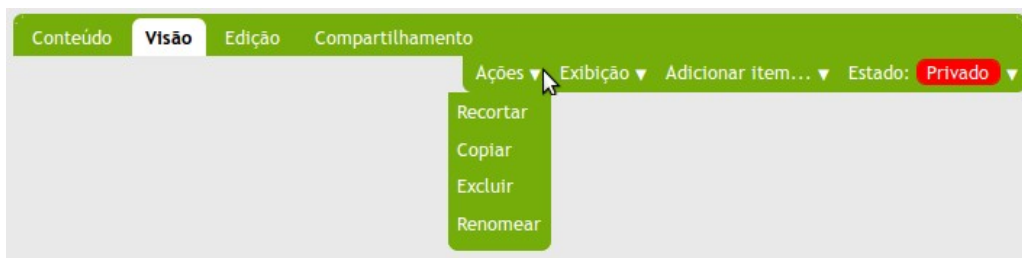 Conteúdo Visão Edição Compartilhamento
Ações ▼ Exibição ▼ Adicionar item... ▼ Estado: Privado ▼
Recortar
Copiar
Excluir
Renomear